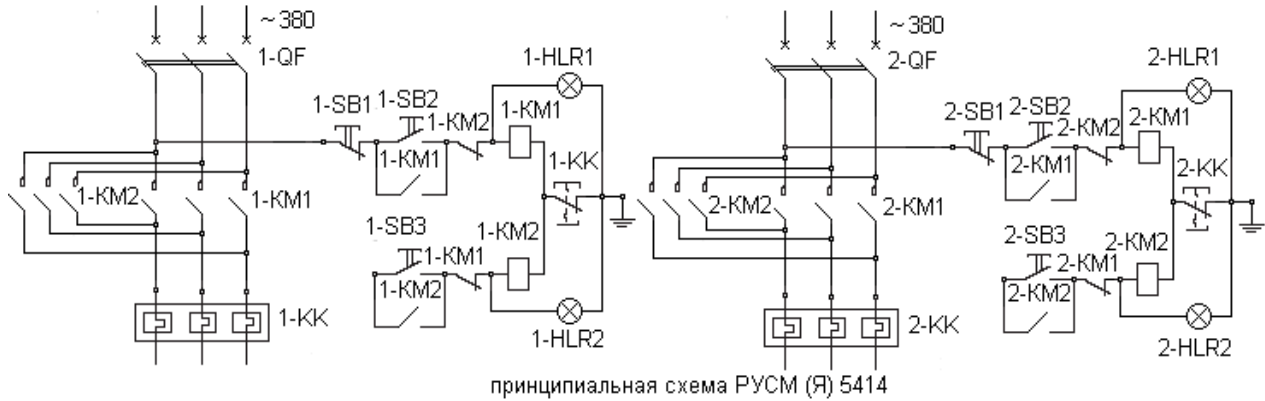 ~380
1-QF
1-HLR1
1-SB1
1-SB2
1-KM2
1-KM1
1-KM1
1-KK
1-KM2
1-KM1
1-SB3
1-KM1
1-KM2
1-KM2
1-KK
1-HLR2
~380
2-QF
2-HLR1
2-SB1
2-SB2
2-KM2
2-KM1
2-KM1
2-KK
2-KM2
2-KM1
2-SB3
2-KM1
2-KM2
2-KM2
2-KK
2-HLR2
принципиальная схема РУСМ (Я) 5414